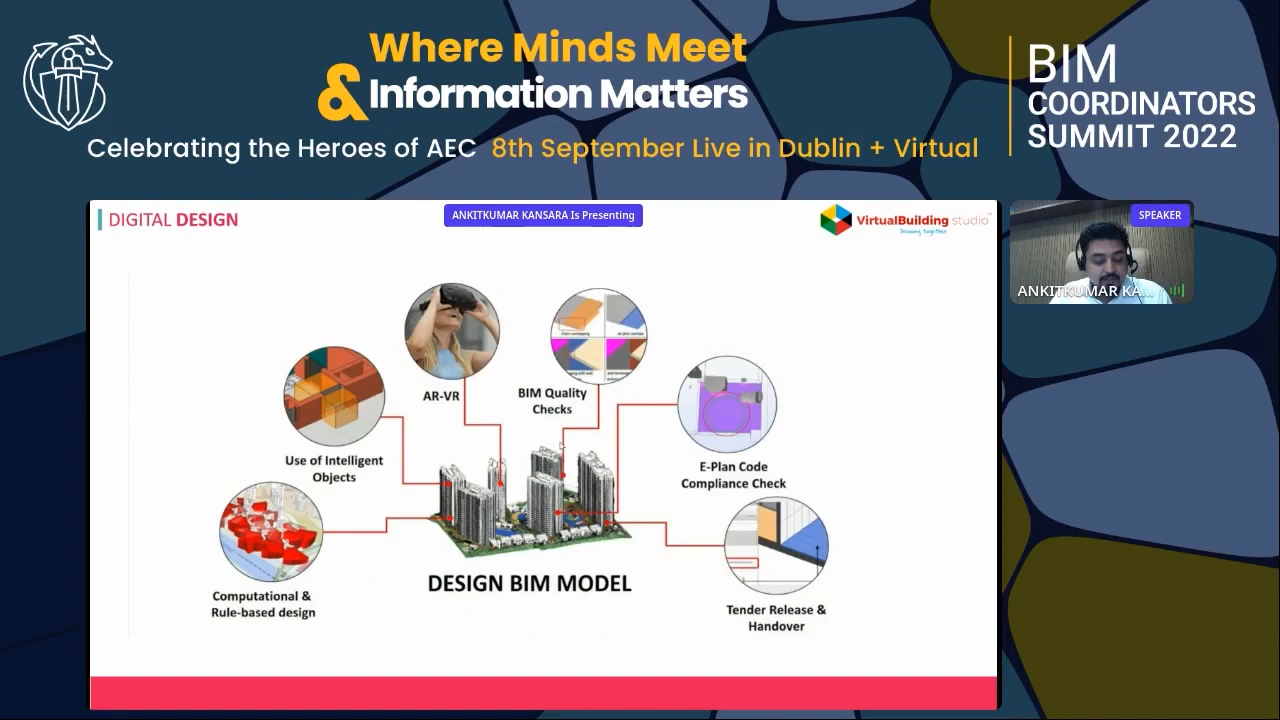 Where Minds Meet
& Information Matters
Celebrating the Heroes of AEC 8th September Live in Dublin + Virtual
BIM
COORDINATORS
SUMMIT 2022
DIGITAL DESIGN
ANKITKUMAR KANSARA Is Presenting
VirtualBuilding studio
SPEAKER
ANKITKUMAR KA...
AR-VR
BIM Quality
Checks
Use of Intelligent
Objects
E-Plan Code
Compliance Check
Computational &
Rule-based design
DESIGN BIM MODEL
Tender Release &
Handover